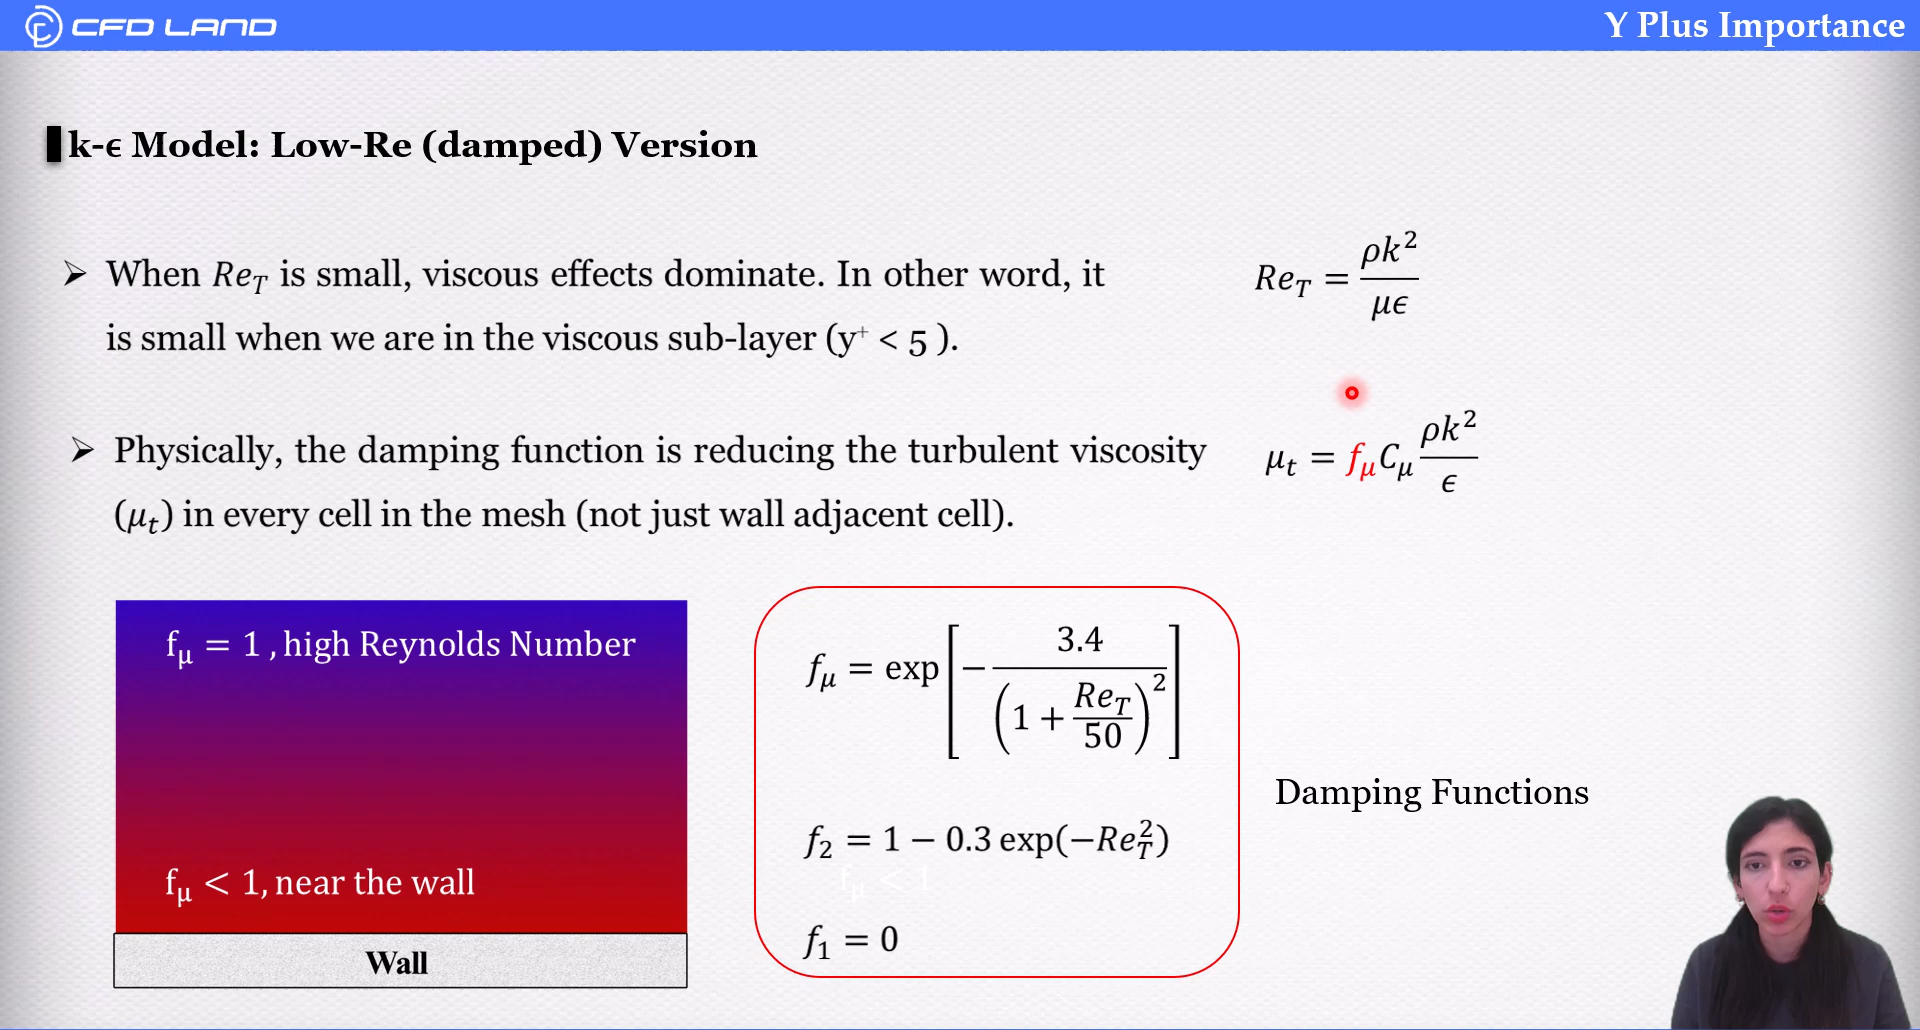 CFD LAND
Y Plus Importance
k-ϵ Model: Low-Re (damped) Version
➢ When Re_T is small, viscous effects dominate. In other word, it
is small when we are in the viscous sub-layer (y⁺ < 5 ).
Re_T = ρk² / μϵ
➢ Physically, the damping function is reducing the turbulent viscosity
(μ_t) in every cell in the mesh (not just wall adjacent cell).
μ_t = f_μ C_μ ρk² / ϵ
f_μ = 1 , high Reynolds Number
f_μ < 1, near the wall
Wall
f_μ = exp[− 3.4 / (1 + Re_T / 50)²]
f₂ = 1 − 0.3 exp(−Re_T²)
f_μ < 1
f₁ = 0
Damping Functions